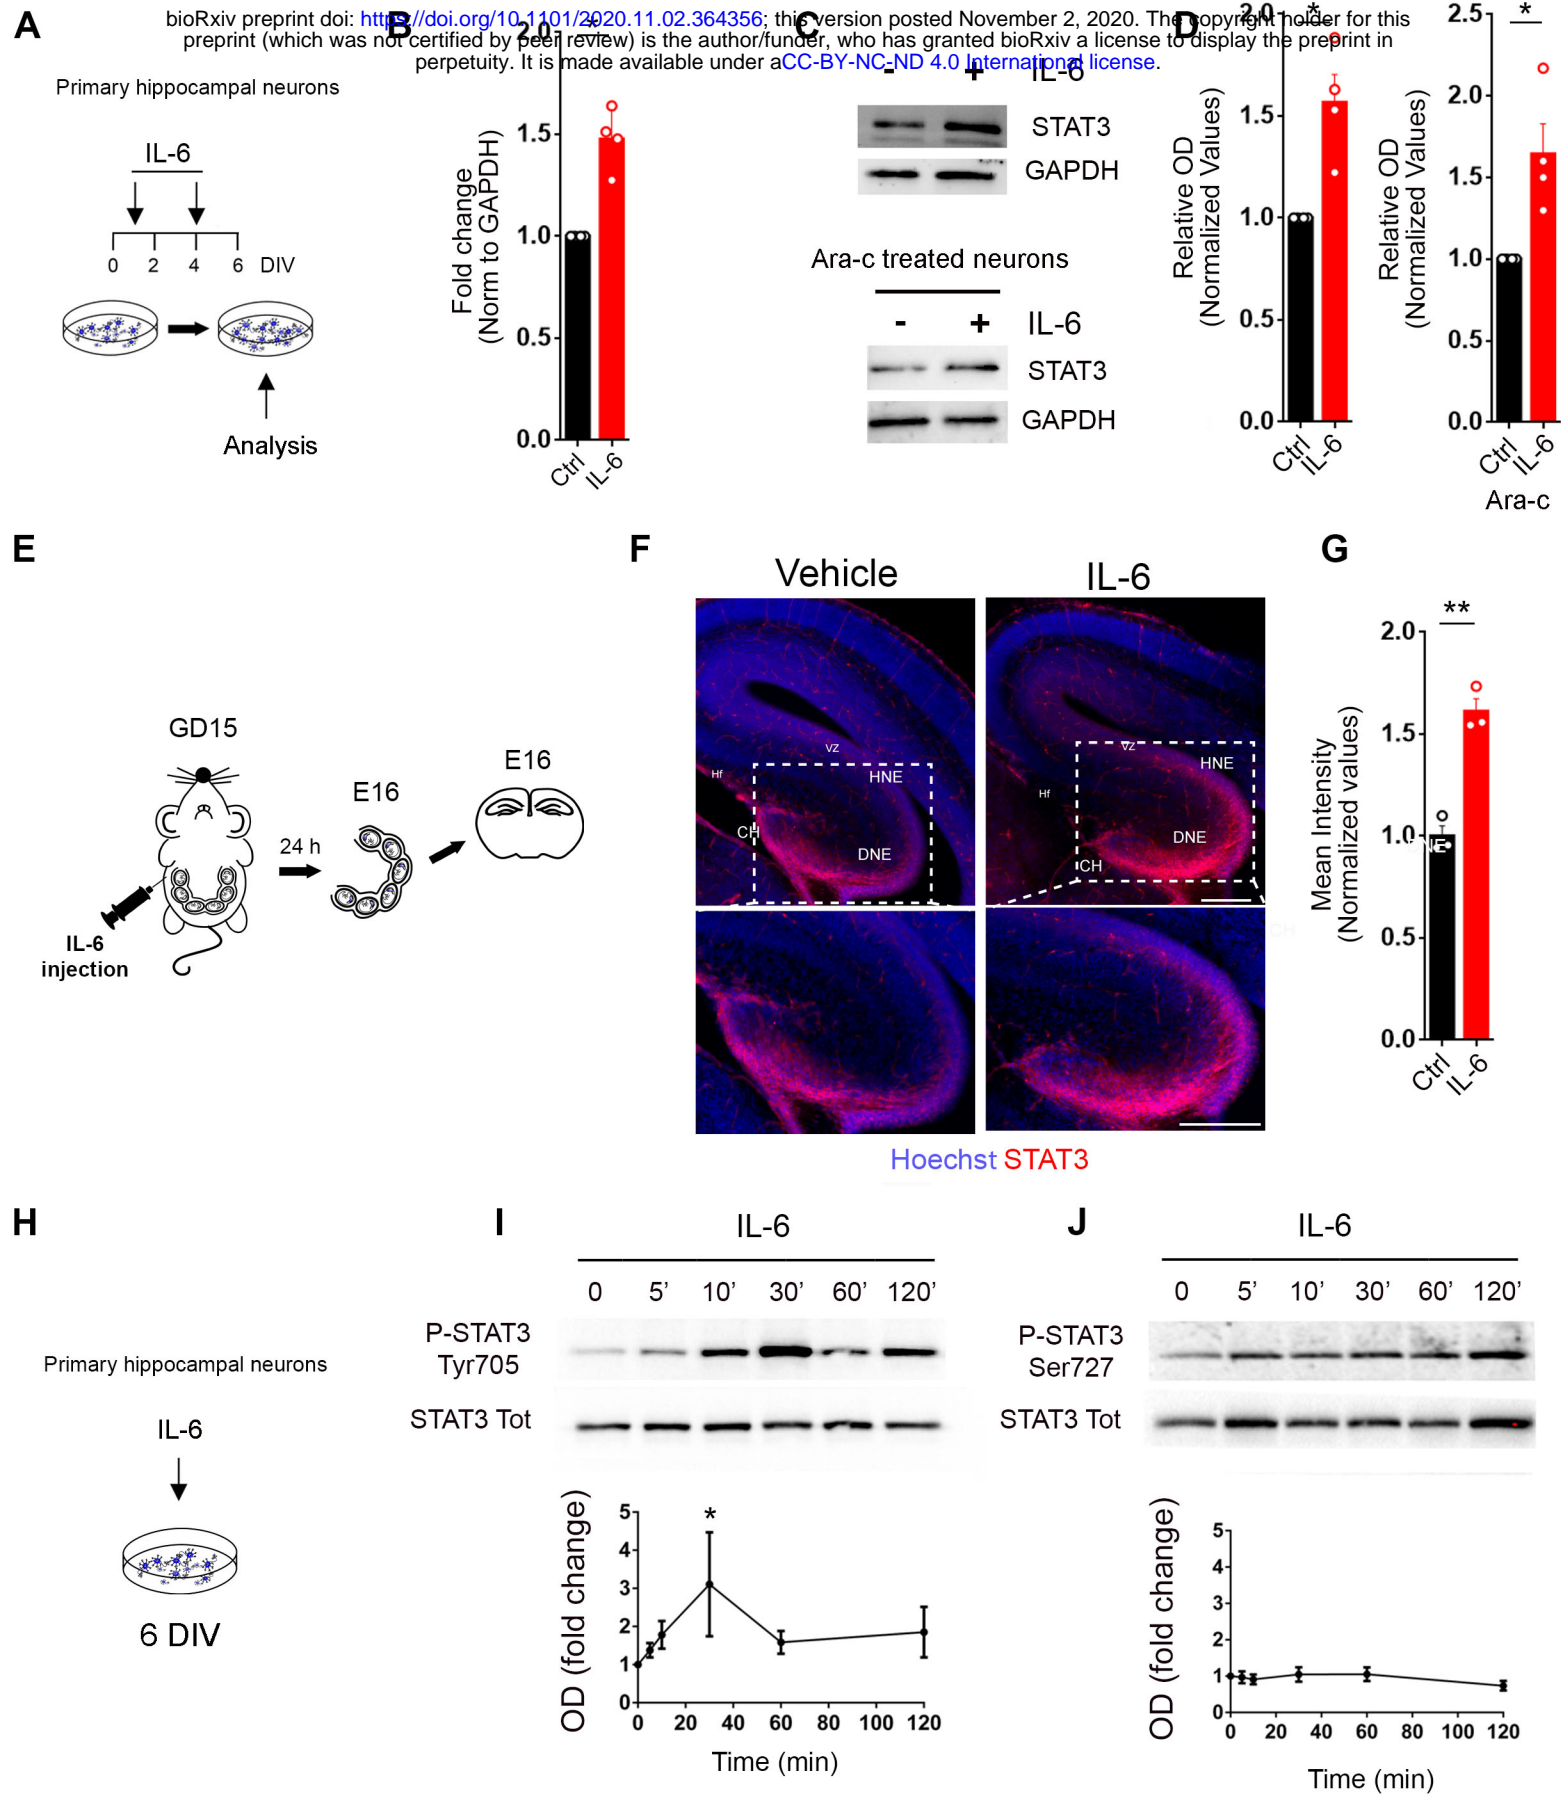 bioRxiv preprint doi: https://doi.org/10.1101/2020.11.02.364356; this version posted November 2, 2020. The copyright holder for this
preprint (which was not certified by peer review) is the author/funder, who has granted bioRxiv a license to display the preprint in
perpetuity. It is made available under aCC-BY-NC-ND 4.0 International license.
A
Primary hippocampal neurons
IL-6
0 2 4 6 DIV
Analysis
B
Fold change
(Norm to GAPDH)
2.0
1.5
1.0
0.5
0.0
*
Ctrl
IL-6
C
- + IL-6
STAT3
GAPDH
Ara-c treated neurons
- + IL-6
STAT3
GAPDH
D
Relative OD
(Normalized Values)
2.0
1.5
1.0
0.5
0.0
*
Ctrl
IL-6
Relative OD
(Normalized Values)
2.5
2.0
1.5
1.0
0.5
0.0
*
Ctrl
IL-6
Ara-c
E
GD15
IL-6
injection
24 h
E16
E16
F
Vehicle
IL-6
VZ
Hf
HNE
CH
DNE
VZ
Hf
HNE
CH
DNE
CH
Hoechst STAT3
G
Mean Intensity
(Normalized values)
2.0
1.5
1.0
0.5
0.0
**
Ctrl
IL-6
H
Primary hippocampal neurons
IL-6
6 DIV
I
IL-6
0 5’ 10’ 30’ 60’ 120’
P-STAT3
Tyr705
STAT3 Tot
OD (fold change)
5
4
3
2
1
0
*
0 20 40 60 80 100 120
Time (min)
J
IL-6
0 5’ 10’ 30’ 60’ 120’
P-STAT3
Ser727
STAT3 Tot
OD (fold change)
5
4
3
2
1
0
0 20 40 60 80 100 120
Time (min)